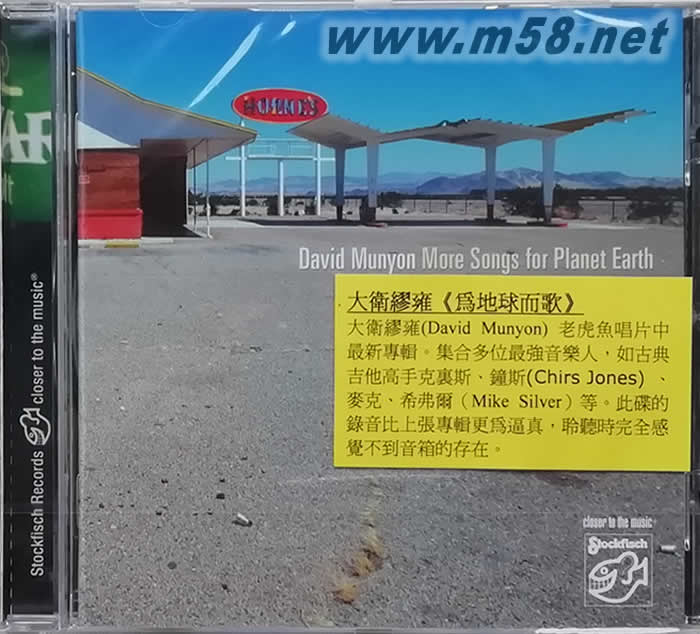 www.m58.net
David Munyon More Songs for Planet Earth
大衛繆雍《為地球而歌》
大衛繆雍(David Munyon) 老虎魚唱片中
最新專輯。集合多位最強音樂人，如古典
吉他高手克裏斯、鐘斯(Chirs Jones) 、
麥克、希弗爾（Mike Silver）等。此碟的
錄音比上張專輯更為逼真，聆聽時完全感
覺不到音箱的存在。
closer to the music
Stockfisch
Stockfisch Records closer to the music®